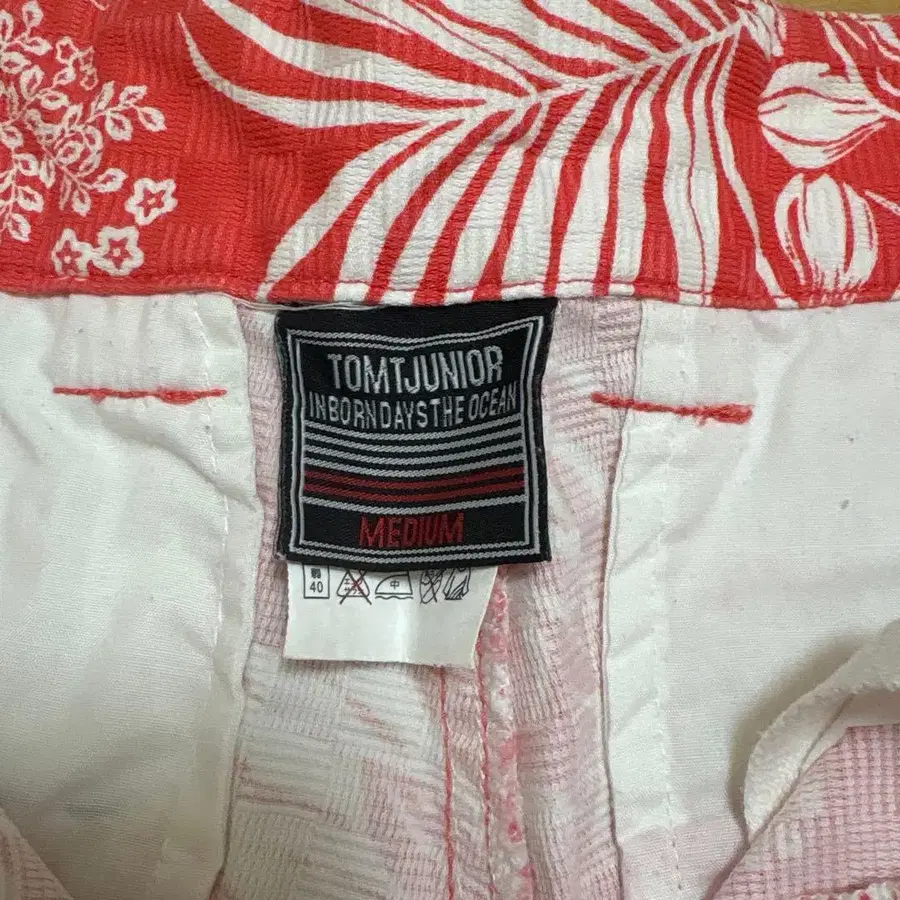 TOMTJUNIOR
INBORNDAYSTHE OCEAN
MEDIUM
40 中